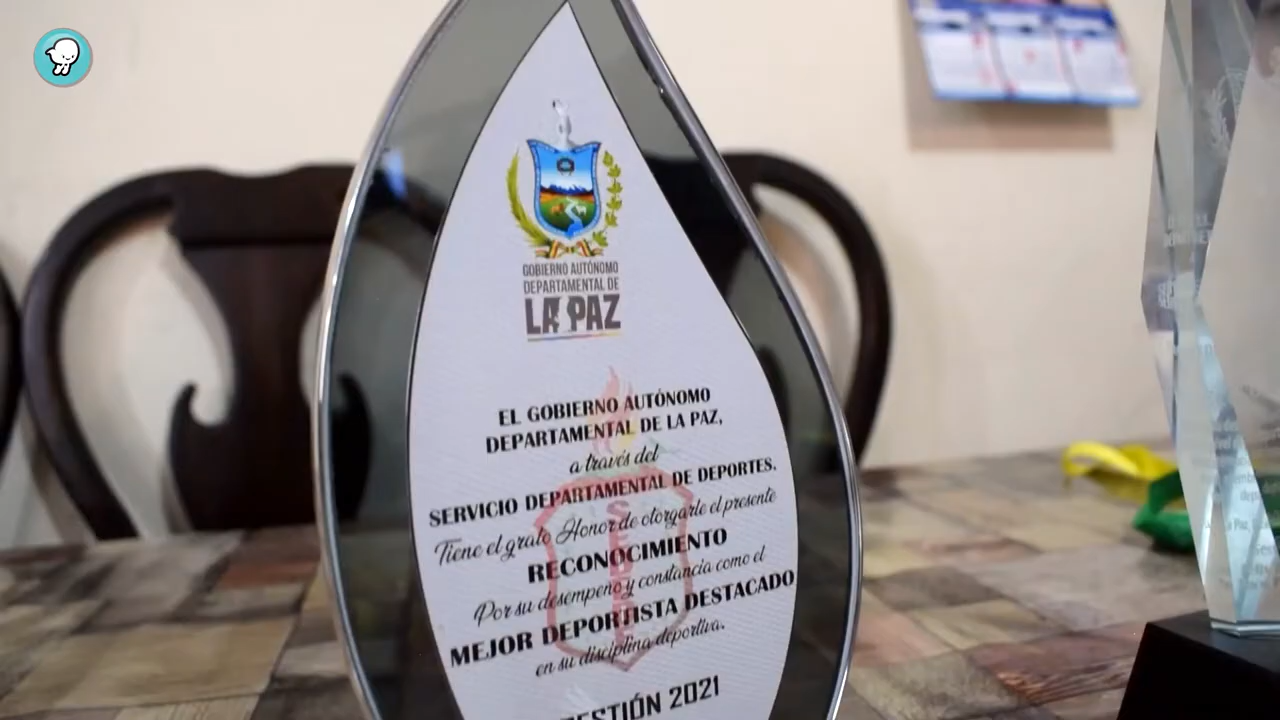 GOBIERNO AUTÓNOMO
DEPARTAMENTAL DE
LA PAZ
EL GOBIERNO AUTÓNOMO
DEPARTAMENTAL DE LA PAZ,
a través del
SERVICIO DEPARTAMENTAL DE DEPORTES.
Tiene el grato Honor de otorgarle el presente
RECONOCIMIENTO
Por su desempeño y constancia como el
MEJOR DEPORTISTA DESTACADO
en su disciplina deportiva.
GESTIÓN 2021